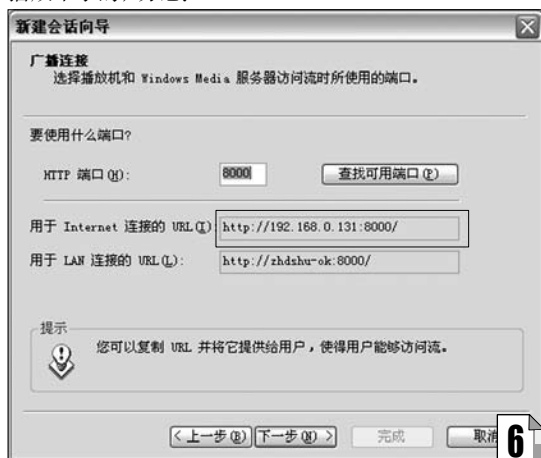 新建会话向导
广播连接
选择播放机和 Windows Media 服务器访问流时所使用的端口。
要使用什么端口?
HTTP 端口(H): 8000 查找可用端口(P)
用于 Internet 连接的 URL(I): http://192.168.0.131:8000/
用于 LAN 连接的 URL(L): http://zhdshu-ok:8000/
提示
您可以复制 URL 并将它提供给用户，使得用户能够访问流。
<上一步(B) 下一步(N)> 完成 取消
6